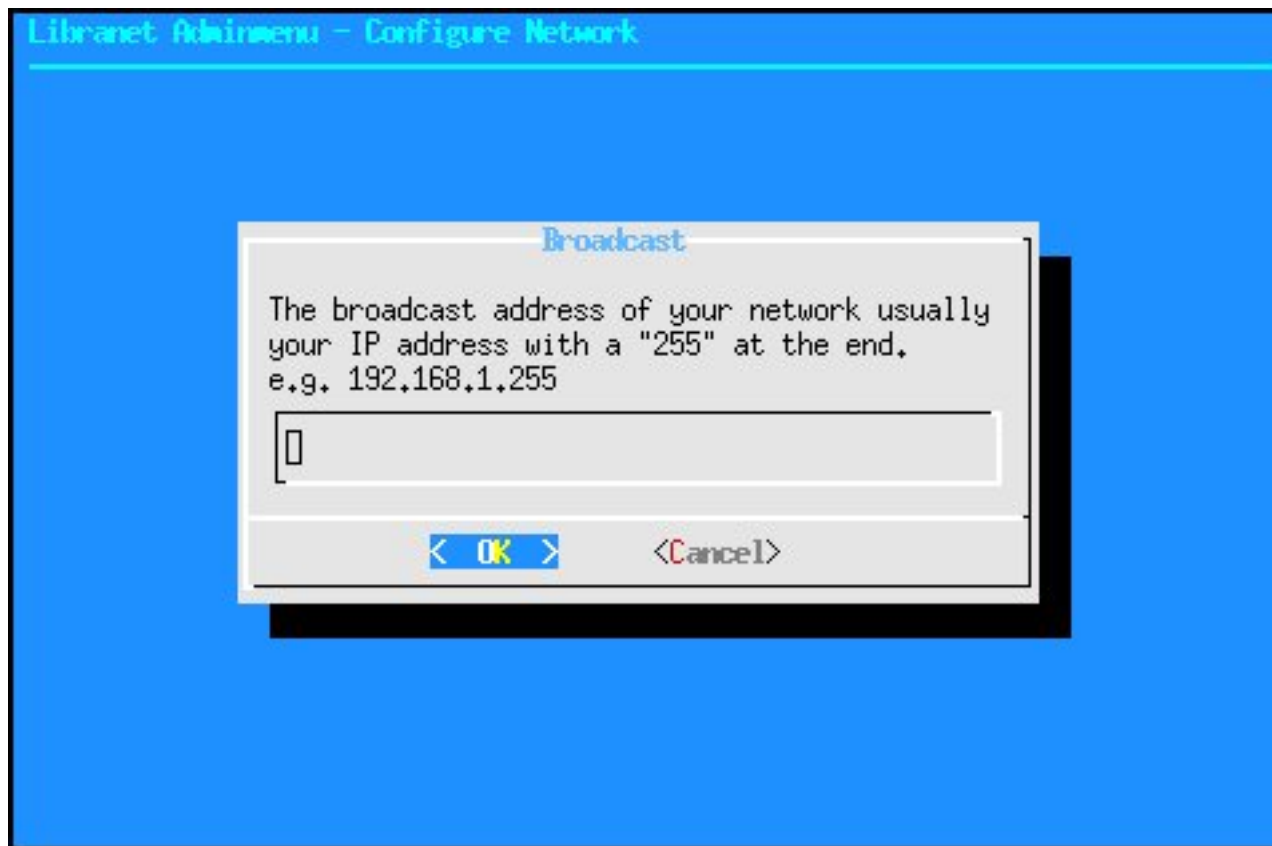 Libranet Adminmenu - Configure Network
Broadcast
The broadcast address of your network usually
your IP address with a "255" at the end.
e.g. 192.168.1.255
< OK > <Cancel>